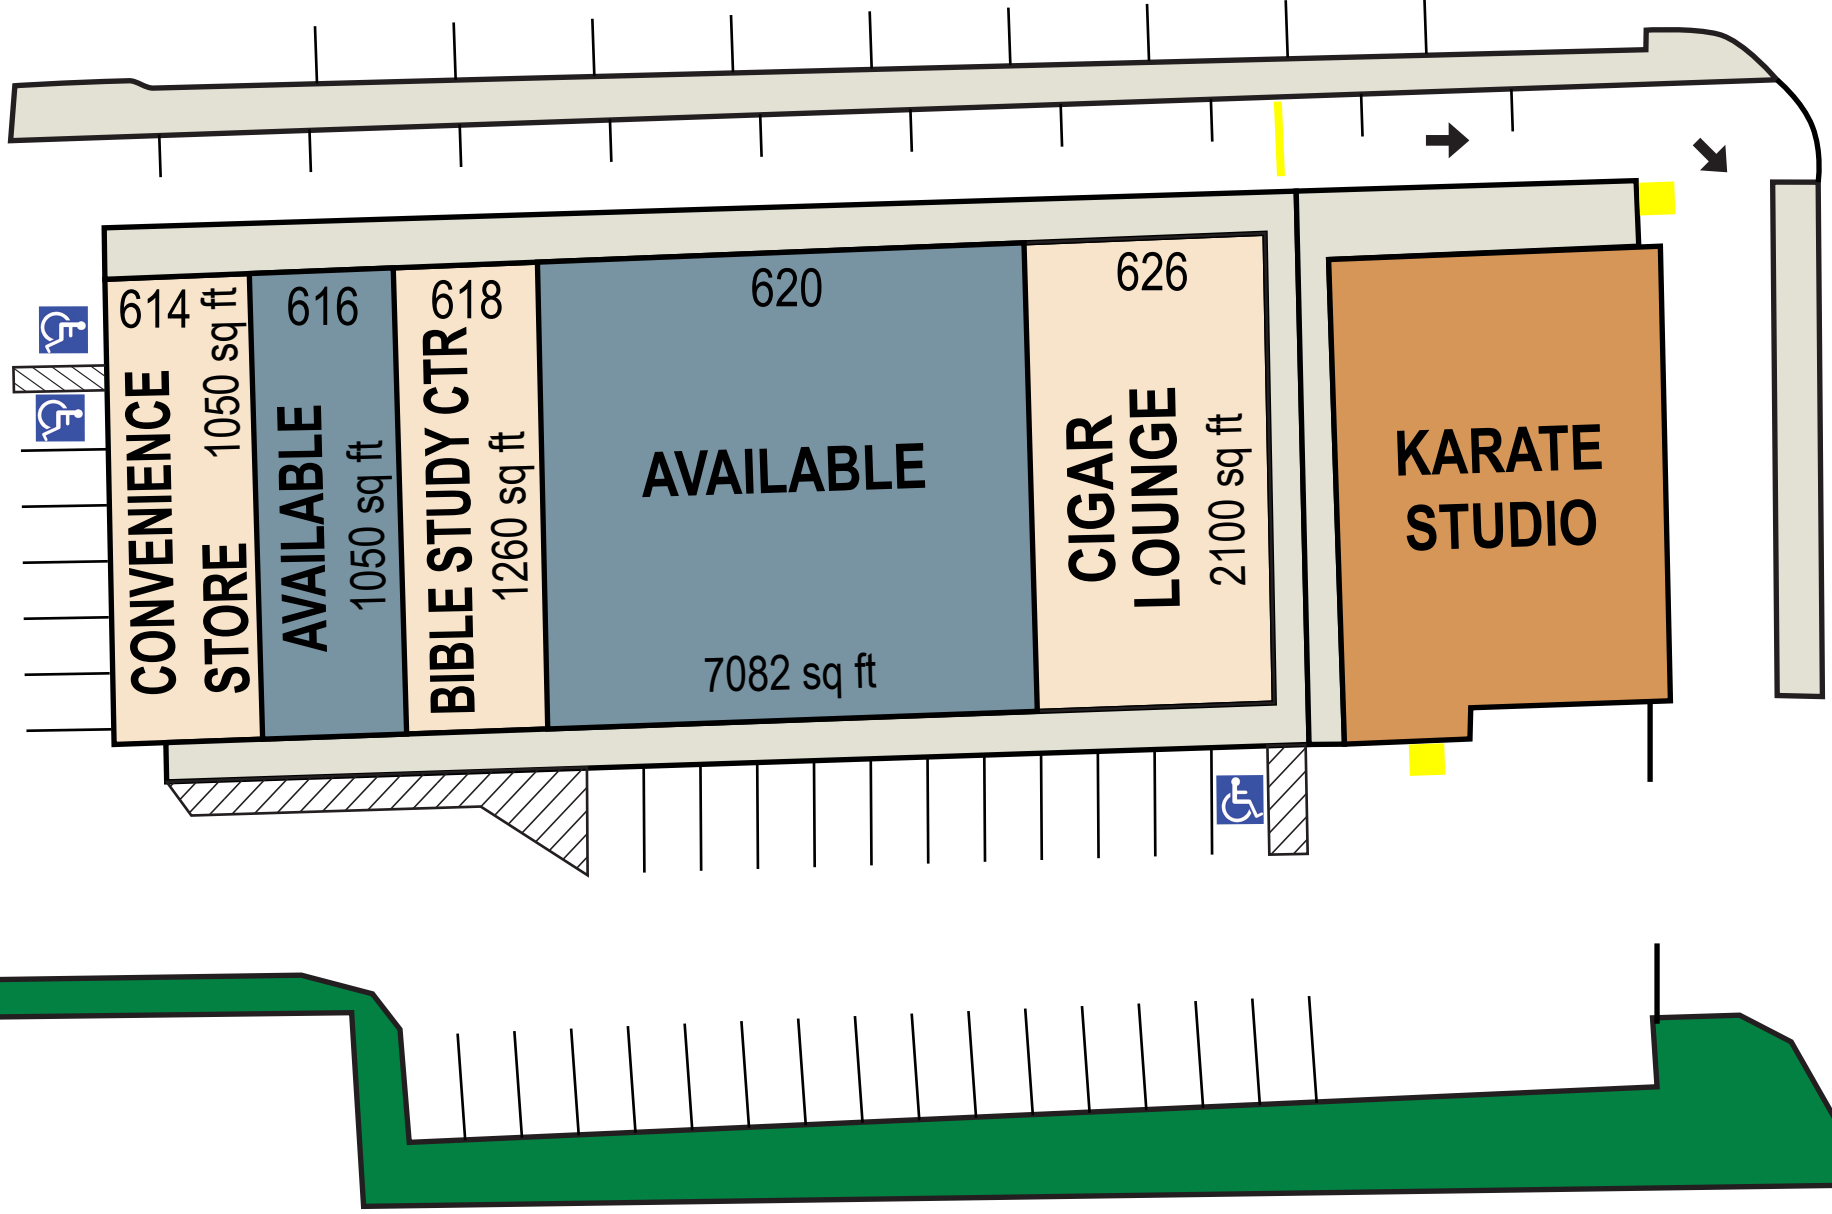 614
CONVENIENCE
STORE
1050 sq ft
616
AVAILABLE
1050 sq ft
618
BIBLE STUDY CTR
1260 sq ft
620
AVAILABLE
7082 sq ft
626
CIGAR
LOUNGE
2100 sq ft
KARATE
STUDIO